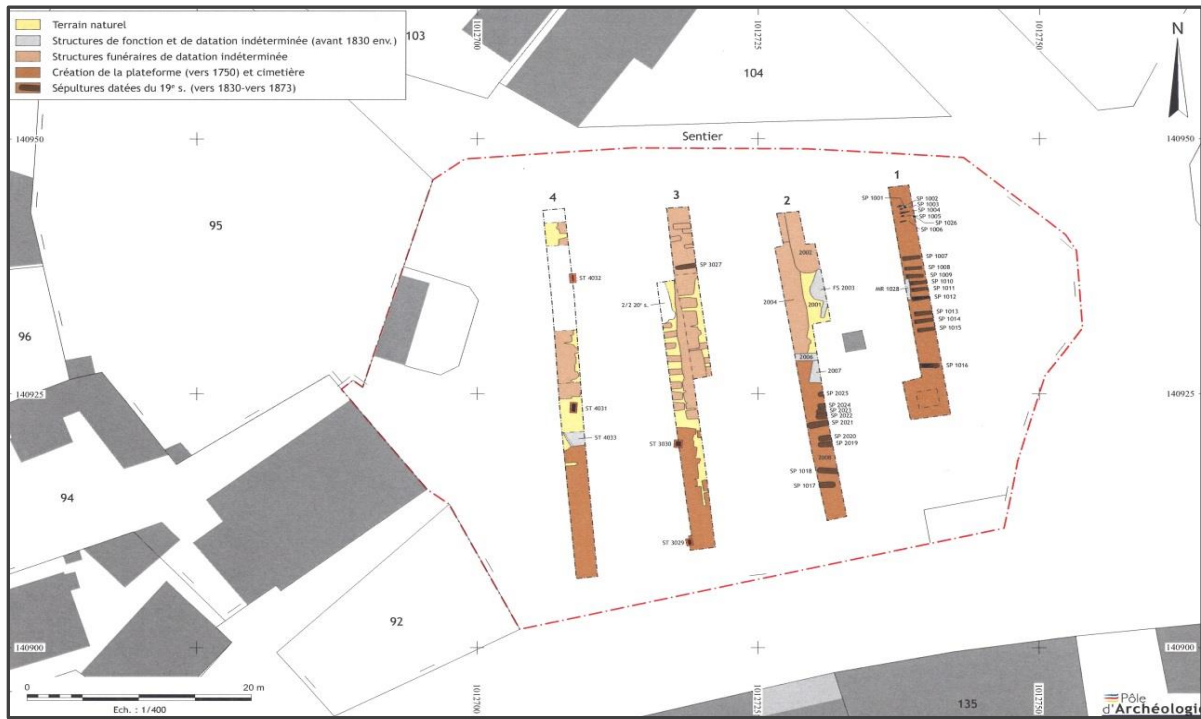 Terrain naturel
Structures de fonction et de datation indéterminée (avant 1830 env.)
Structures funéraires de datation indéterminée
Création de la plateforme (vers 1750) et cimetière
Sépultures datées du 19e s. (vers 1830-vers 1873)
1012700
1012725
1012750
N
103
104
140950
140950
Sentier
95
4
3
2
1
SP 1001
SP 1002
SP 1003
SP 1004
SP 1005
SP 1026
SP 1006
SP 1007
SP 1008
SP 1009
SP 1010
MR 1028
SP 1011
SP 1012
SP 1013
SP 1014
SP 1015
SP 1016
2002
FS 2003
2004
2001
2006
2007
SP 2025
SP 2024
SP 2023
SP 2022
SP 2021
SP 2020
SP 2019
SP 1018
SP 1017
SP 3027
2/2 20e s.
ST 3030
ST 3029
ST 4032
ST 4031
ST 4033
96
140925
140925
94
92
140900
140900
0
20 m
Ech. : 1/400
1012700
1012725
1012750
135
Pôle
d'Archéologie